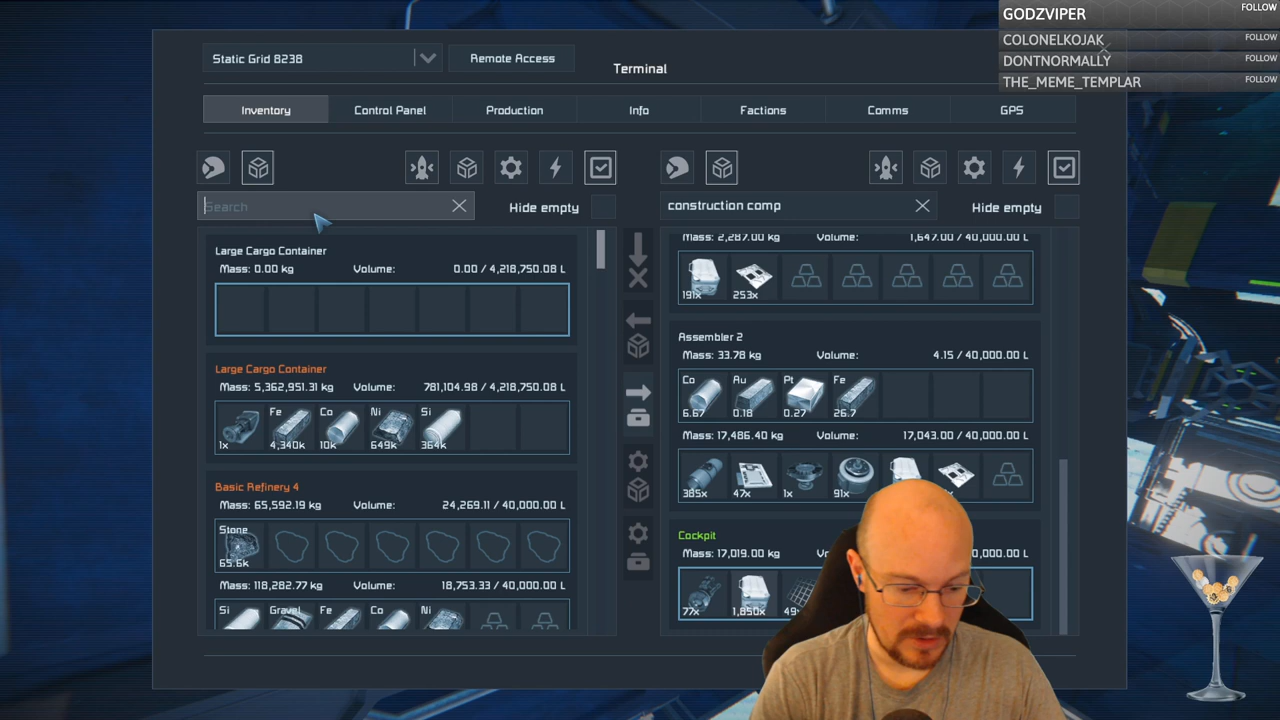 GODZVIPER FOLLOW
COLONELKOJAK FOLLOW
DONTNORMALLY FOLLOW
THE_MEME_TEMPLAR FOLLOW
Static Grid 8238
Remote Access
Terminal
Inventory Control Panel Production Info Factions Comms GPS
Search
Hide empty
construction comp
Hide empty
Large Cargo Container
Mass: 0.00 kg Volume: 0.00 / 4,218,750.08 L
Large Cargo Container
Mass: 5,362,951.31 kg Volume: 781,104.98 / 4,218,750.08 L
Fe Co Ni Si
1x 4,340k 10k 649k 364k
Basic Refinery 4
Mass: 65,592.19 kg Volume: 24,269.11 / 40,000.00 L
Stone
65.6k
Mass: 118,282.77 kg Volume: 18,753.33 / 40,000.00 L
Si Gravel Fe Co Ni
Mass: 2,287.00 kg Volume: 1,647.00 / 40,000.00 L
191x 253x
Assembler 2
Mass: 33.78 kg Volume: 4.15 / 40,000.00 L
Co Au Pt Fe
6.67 0.18 0.27 26.7
Mass: 17,486.40 kg Volume: 17,043.00 / 40,000.00 L
385x 47x 1x 91x
Cockpit
Mass: 17,019.00 kg
77x 1,850x